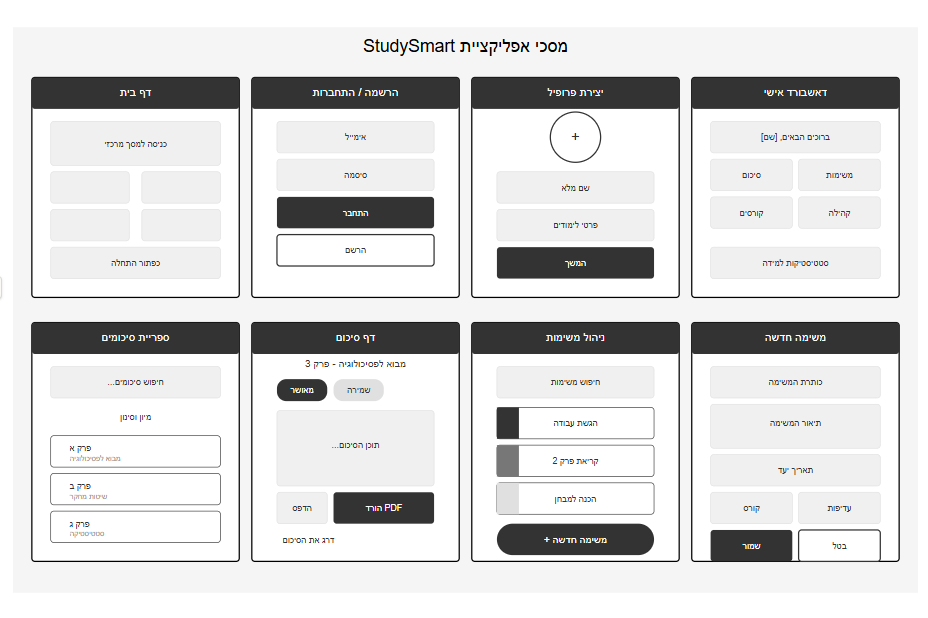 מסכי אפליקציית StudySmart
דאשבורד אישי
ברוכים הבאים, [שם]
משימות
סיכום
קהילה
קורסים
סטטיסטיקות למידה
יצירת פרופיל
+
שם מלא
פרטי לימודים
המשך
הרשמה / התחברות
אימייל
סיסמה
התחבר
הרשם
דף בית
כניסה למסך מרכזי
כפתור התחלה
משימה חדשה
כותרת המשימה
תיאור המשימה
תאריך יעד
עדיפות
קורס
בטל
שמור
ניהול משימות
חיפוש משימות
הגשת עבודה
קריאת פרק 2
הכנה למבחן
משימה חדשה +
דף סיכום
מבוא לפסיכולוגיה - פרק 3
שמירה
מאושר
תוכן הסיכום...
הורד PDF
הדפס
דרג את הסיכום
ספריית סיכומים
חיפוש סיכומים...
מיון וסינון
פרק א
מבוא לפסיכולוגיה
פרק ב
שיטות מחקר
פרק ג
סטטיסטיקה